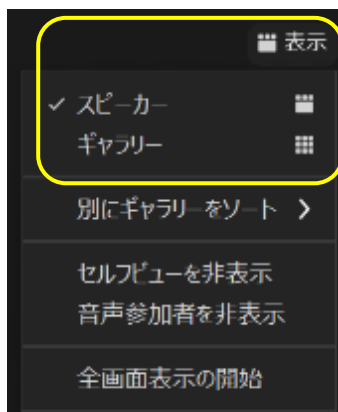 表示
スピーカー
ギャラリー
別にギャラリーをソート
セルフビューを非表示
音声参加者を非表示
全画面表示の開始